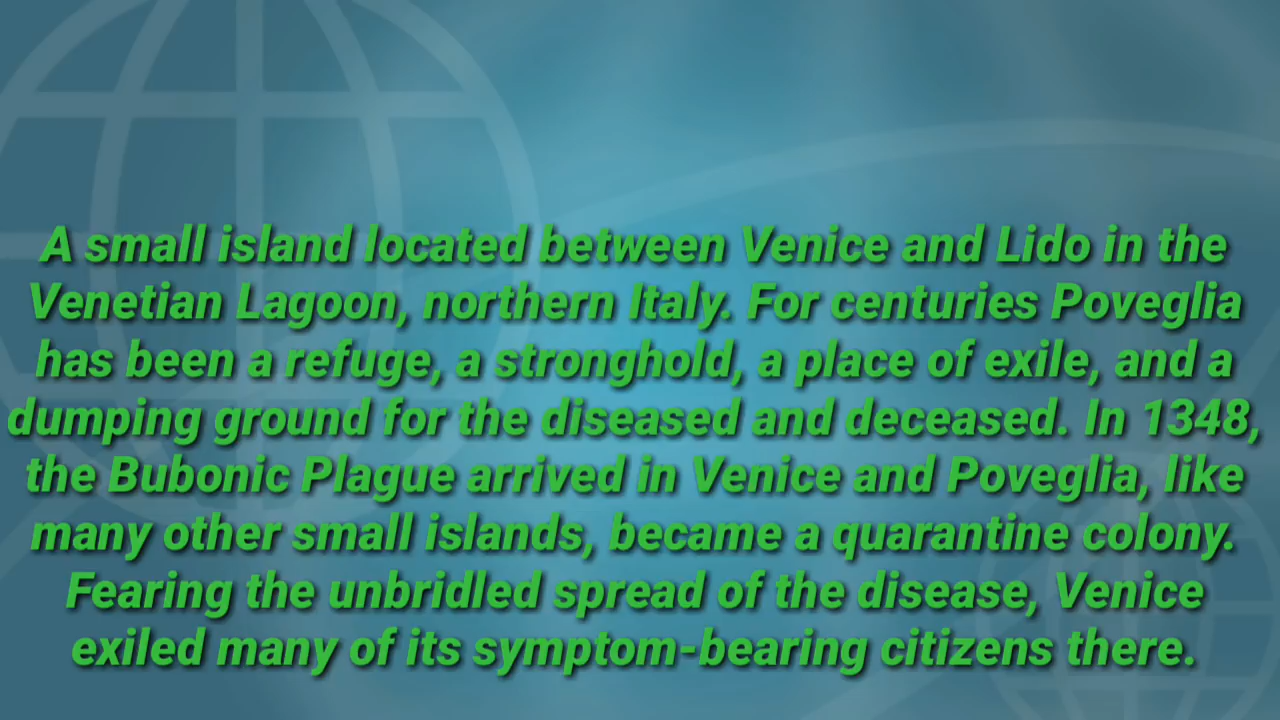 A small island located between Venice and Lido in the
Venetian Lagoon, northern Italy. For centuries Poveglia
has been a refuge, a stronghold, a place of exile, and a
dumping ground for the diseased and deceased. In 1348,
the Bubonic Plague arrived in Venice and Poveglia, like
many other small islands, became a quarantine colony.
Fearing the unbridled spread of the disease, Venice
exiled many of its symptom-bearing citizens there.